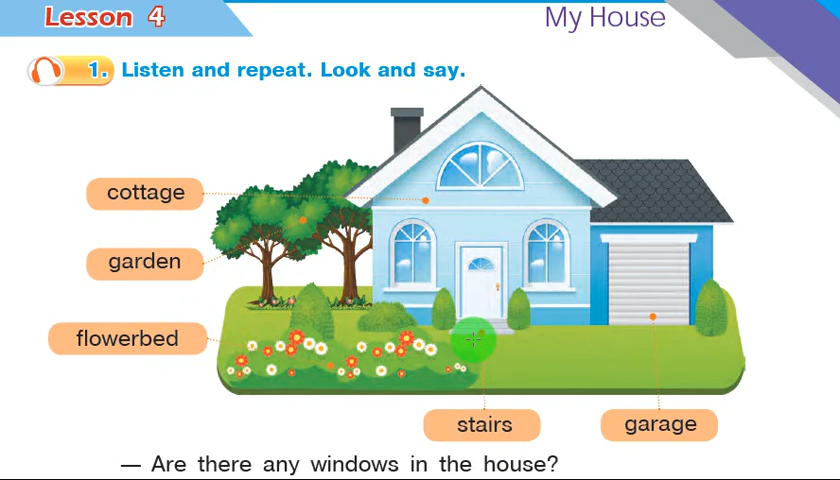 Lesson 4
My House
1. Listen and repeat. Look and say.
cottage
garden
flowerbed
stairs
garage
— Are there any windows in the house?